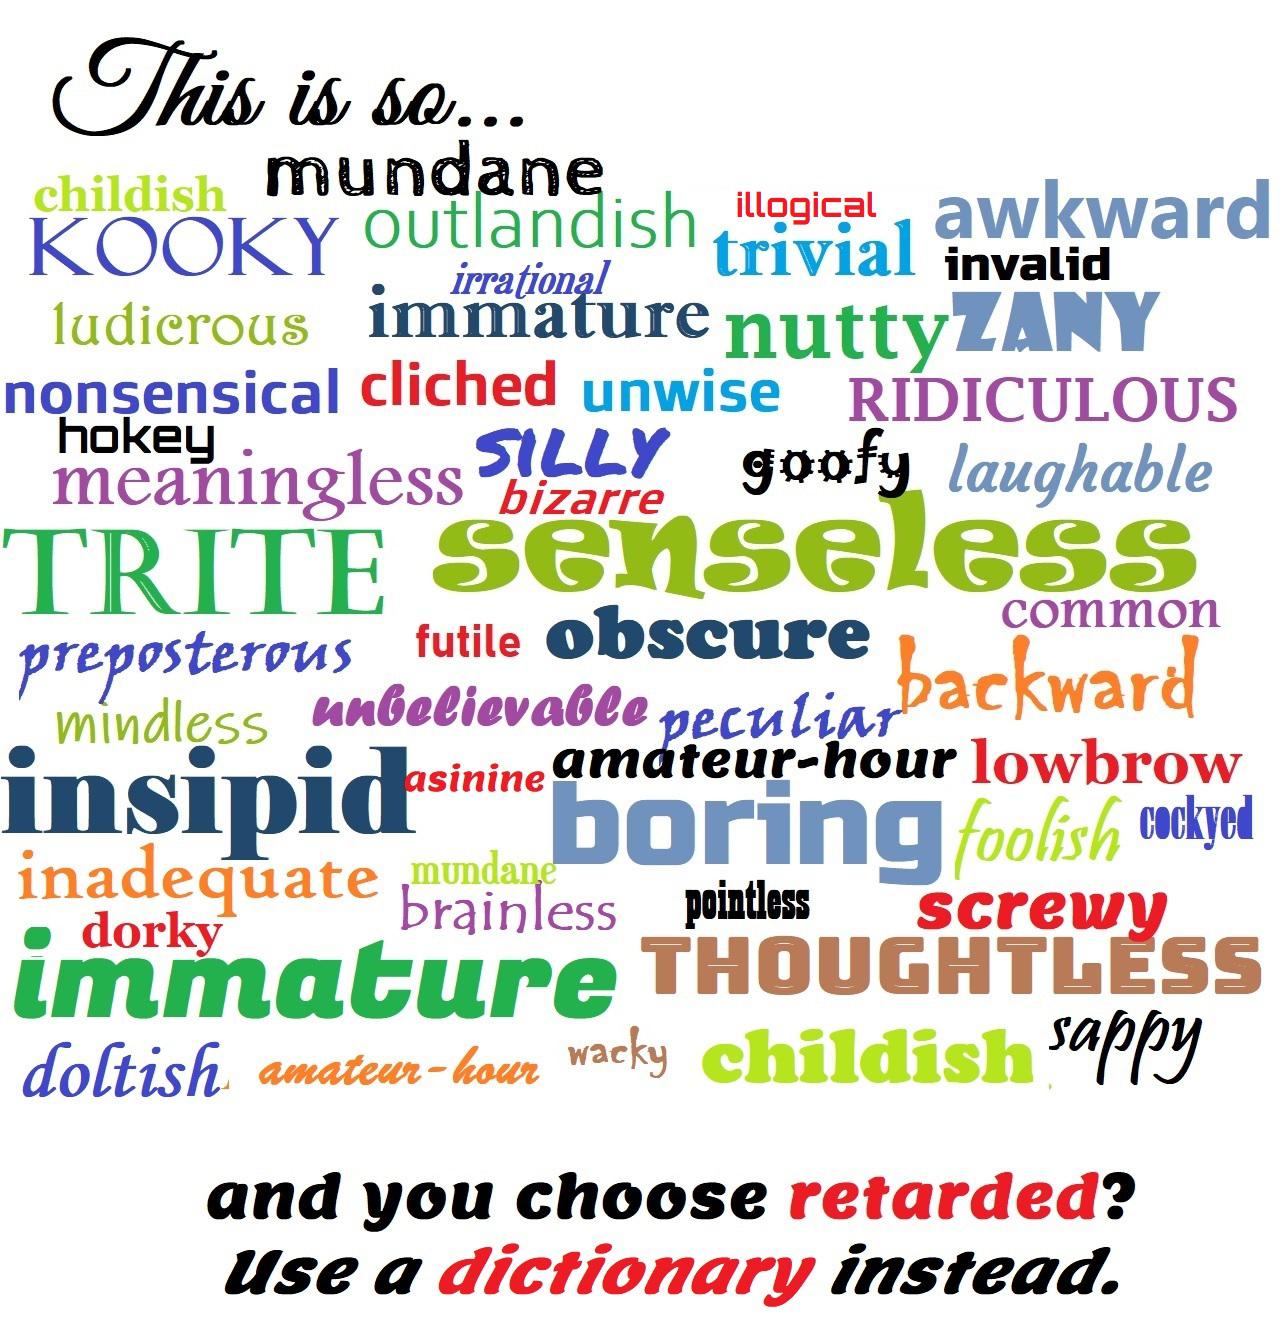 This is so...
mundane
childish
outlandish
illogical
awkward
KOOKY
trivial
invalid
irrational
ludicrous
immature
nutty
ZANY
nonsensical
cliched
unwise
RIDICULOUS
hokey
SILLY
goofy
laughable
meaningless
bizarre
TRITE
senseless
common
preposterous
futile
obscure
backward
mindless
unbelievable
peculiar
insipid
asinine
amateur-hour
lowbrow
boring
foolish
cockyed
inadequate
mundane
brainless
pointless
screwy
dorky
immature
THOUGHTLESS
doltish
amateur-hour
wacky
childish
sappy
and you choose retarded?
Use a dictionary instead.